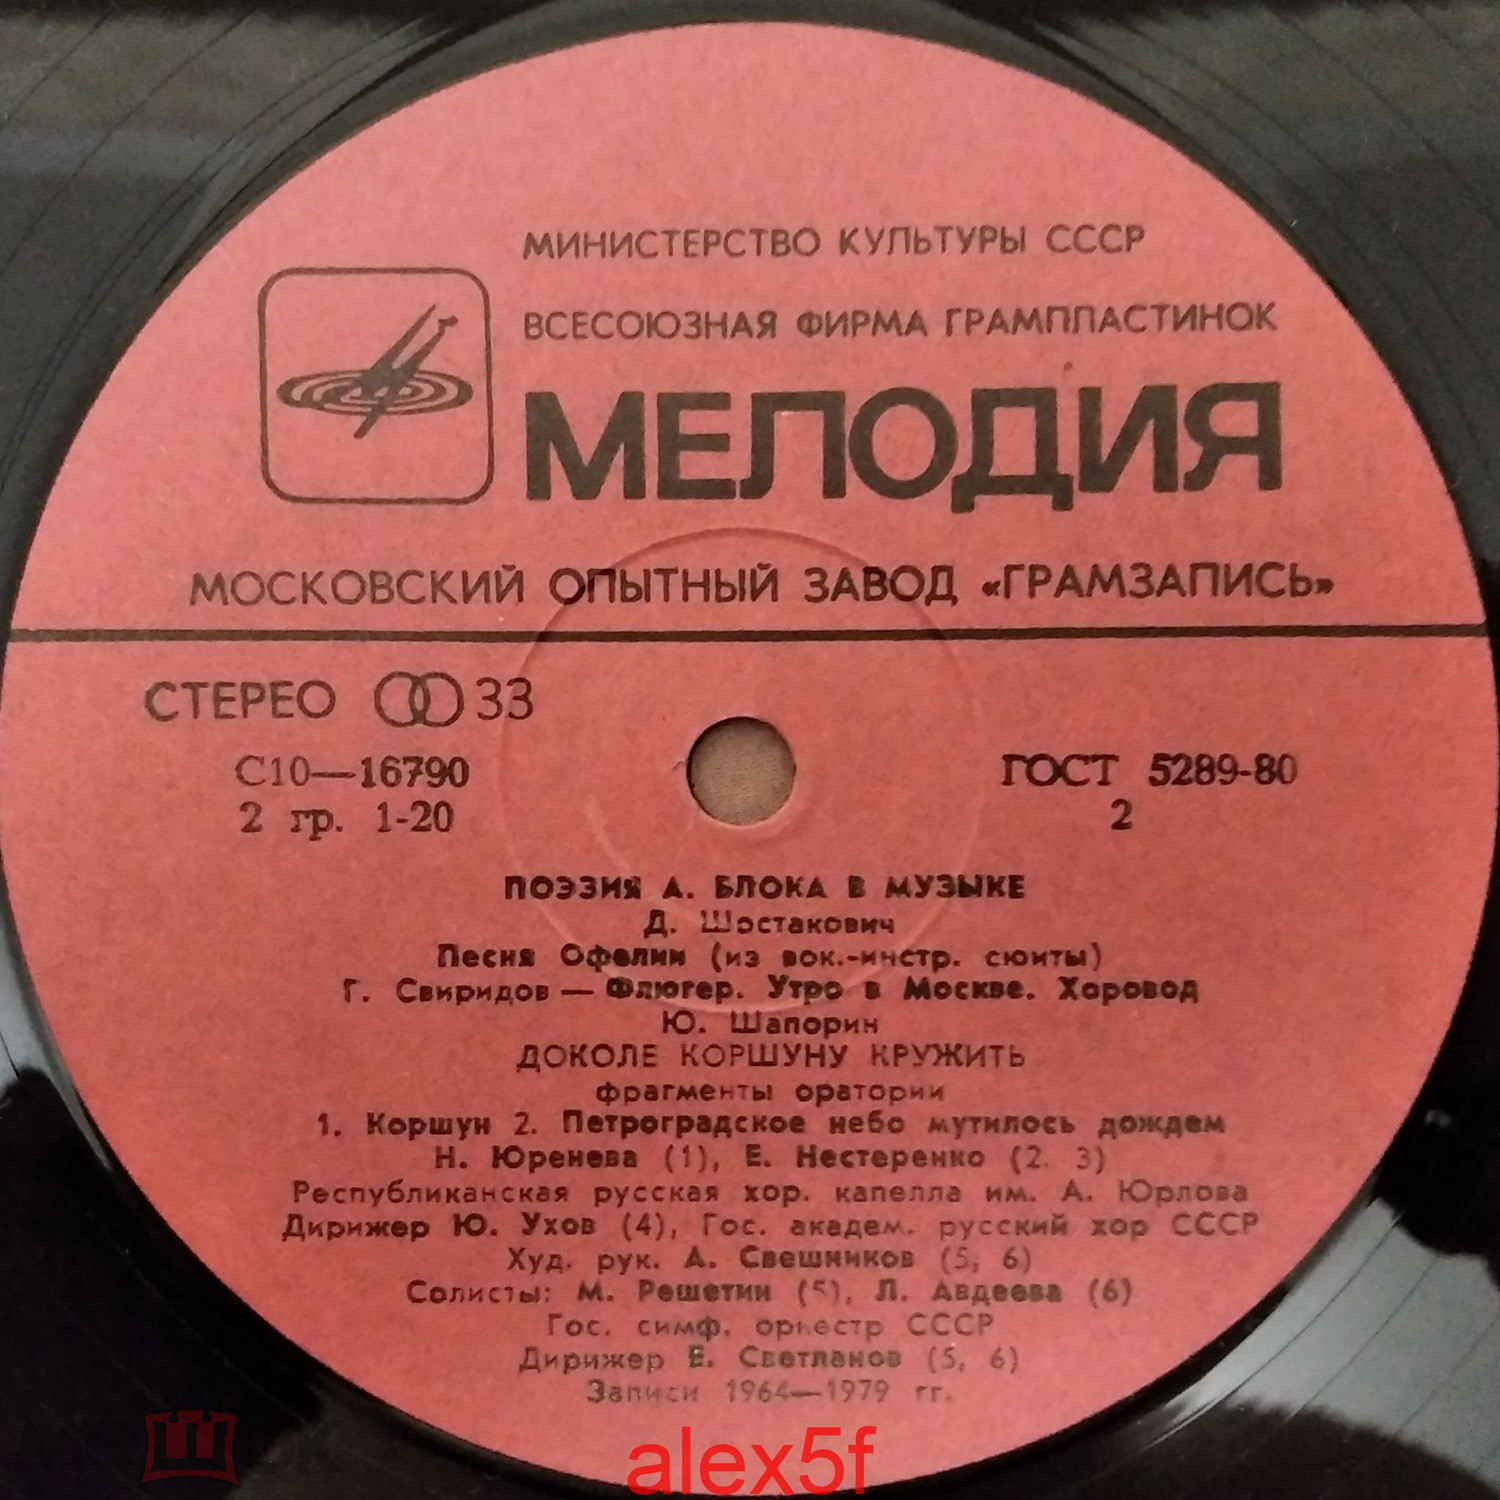 МИНИСТЕРСТВО КУЛЬТУРЫ СССР
ВСЕСОЮЗНАЯ ФИРМА ГРАМПЛАСТИНОК
МЕЛОДИЯ
МОСКОВСКИЙ ОПЫТНЫЙ ЗАВОД «ГРАМЗАПИСЬ»
СТЕРЕО 33
С10—16790
2 гр. 1-20
ГОСТ 5289-80
2
ПОЭЗИЯ А. БЛОКА В МУЗЫКЕ
Д. Шостакович
Песня Офелии (из вок.-инстр. сюиты)
Г. Свиридов — Флюгер. Утро в Москве. Хоровод
Ю. Шапорин
ДОКОЛЕ КОРШУНУ КРУЖИТЬ
фрагменты оратории
1. Коршун 2. Петроградское небо мутилось дождем
Н. Юренева (1), Е. Нестеренко (2. 3)
Республиканская русская хор. капелла им. А. Юрлова
Дирижер Ю. Ухов (4), Гос. академ. русский хор СССР
Худ. рук. А. Свешников (5, 6)
Солисты: М. Решетин (5), Л. Авдеева (6)
Гос. симф. оркестр СССР
Дирижер Е. Светланов (5, 6)
Записи 1964—1979 гг.
alex5f